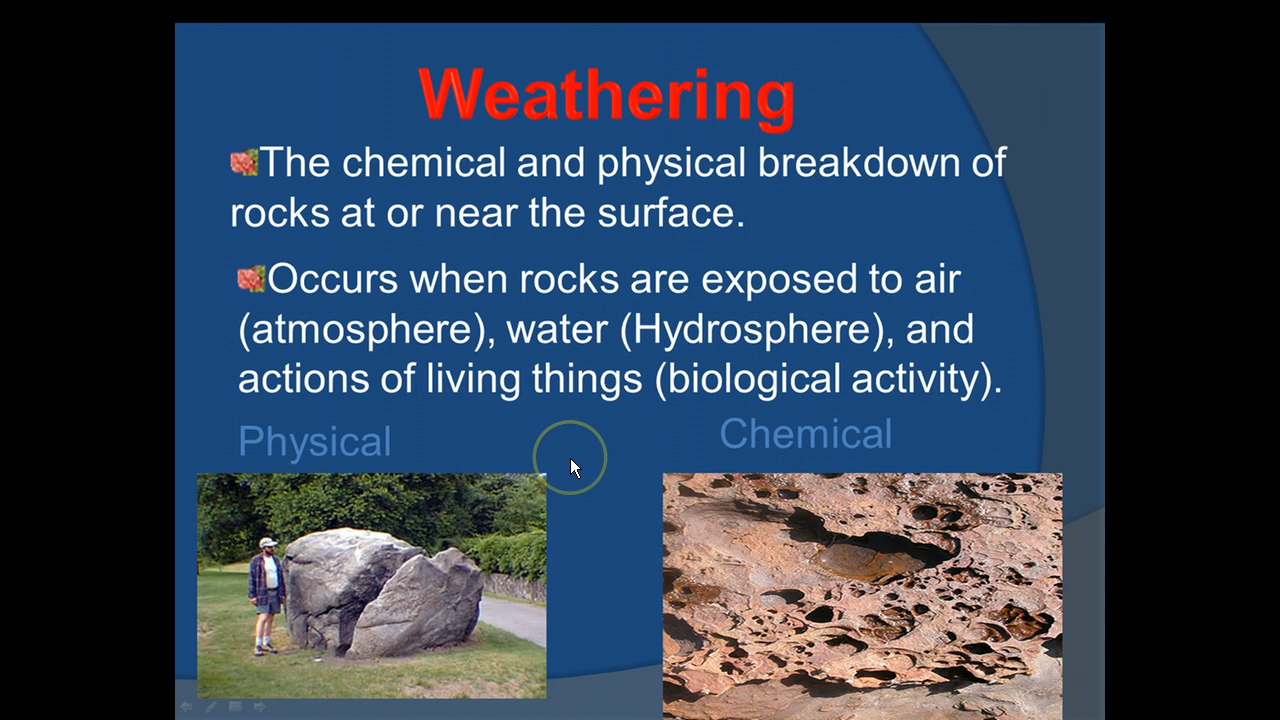 Weathering
The chemical and physical breakdown of
rocks at or near the surface.
Occurs when rocks are exposed to air
(atmosphere), water (Hydrosphere), and
actions of living things (biological activity).
Physical
Chemical